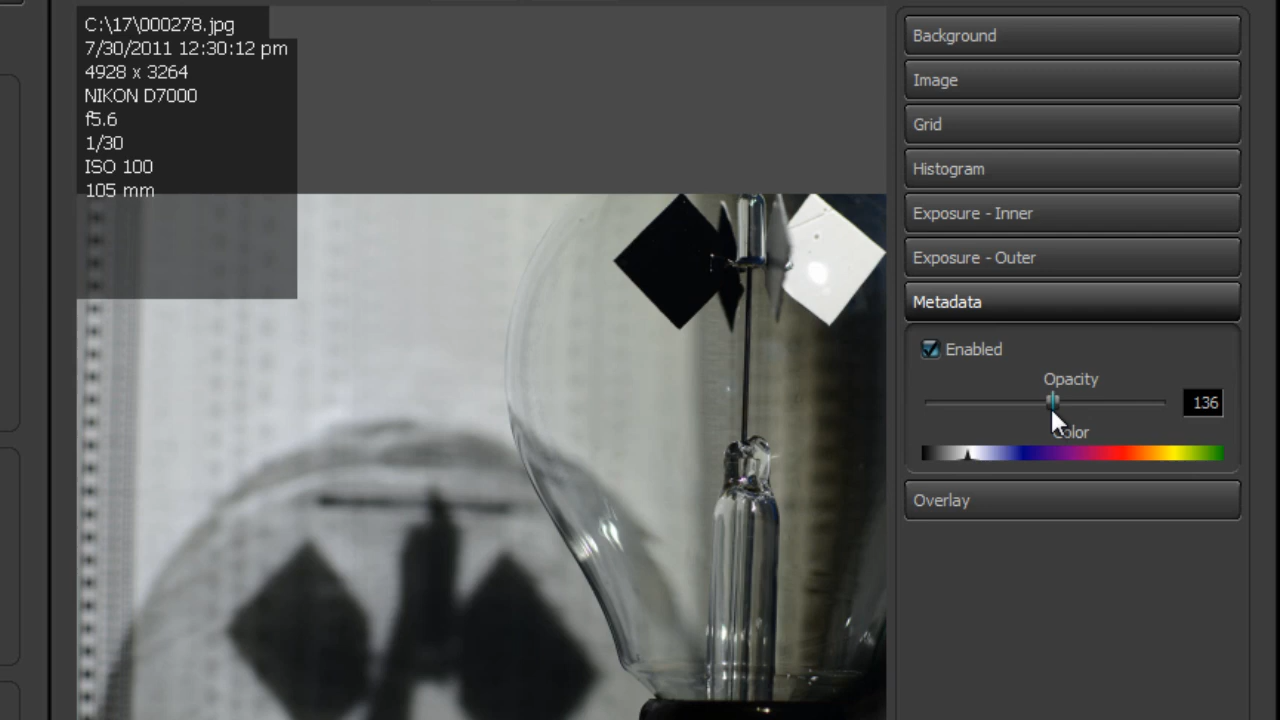 C:\17\000278.jpg
7/30/2011 12:30:12 pm
4928 x 3264
NIKON D7000
f5.6
1/30
ISO 100
105 mm
Background
Image
Grid
Histogram
Exposure - Inner
Exposure - Outer
Metadata
Enabled
Opacity
136
Color
Overlay